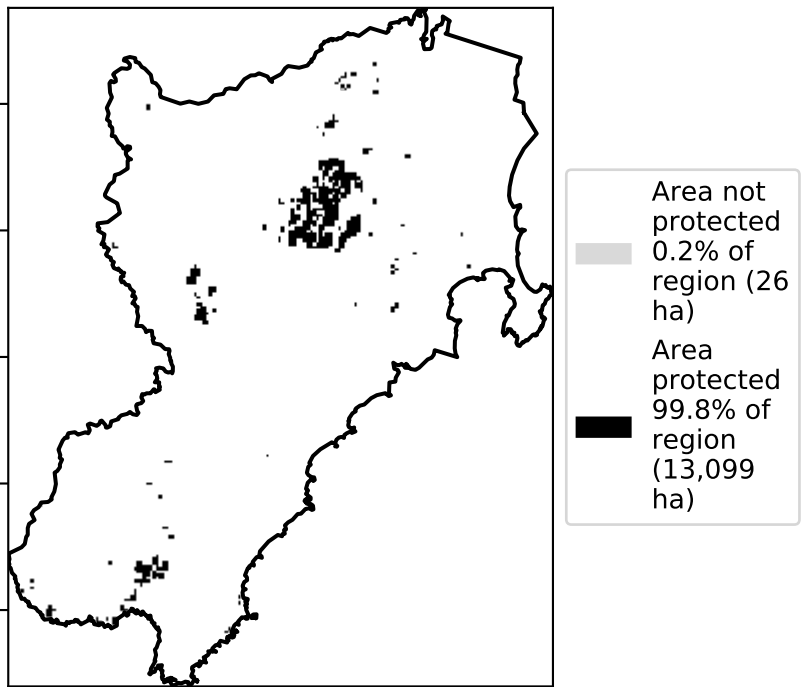 Area not
protected
0.2% of
region (26
ha)
Area
protected
99.8% of
region
(13,099
ha)